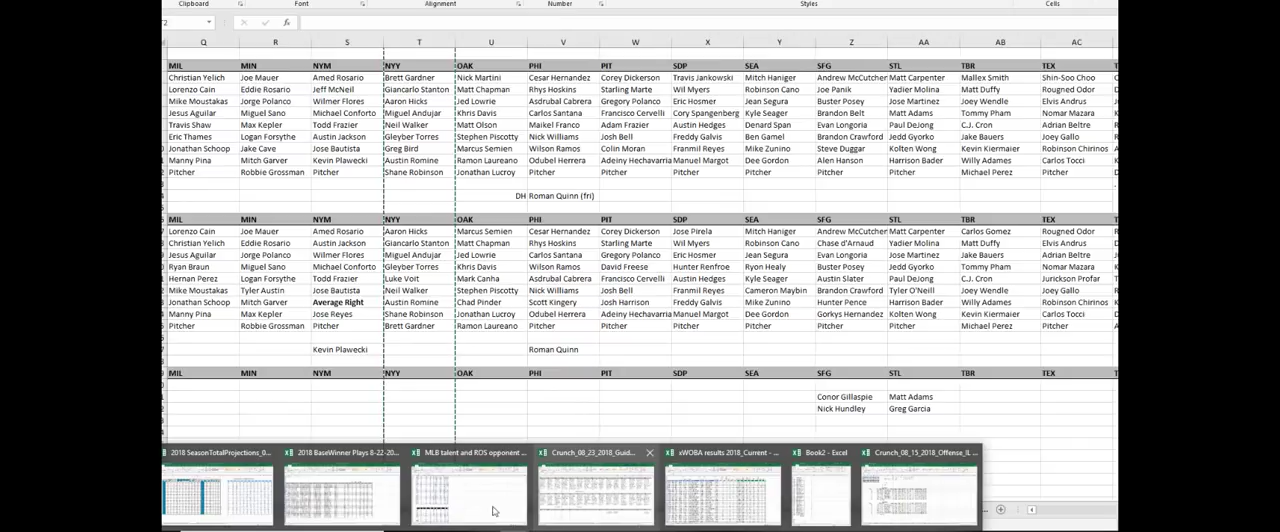 Clipboard Font Alignment Number Styles Cells
T2 fx
Q R S T U V W X Y Z AA AB AC
MIL MIN NYM NYY OAK PHI PIT SDP SEA SFG STL TBR TEX
Christian Yelich Joe Mauer Amed Rosario Brett Gardner Nick Martini Cesar Hernandez Corey Dickerson Travis Jankowski Mitch Haniger Andrew McCutchen Matt Carpenter Mallex Smith Shin-Soo Choo
Lorenzo Cain Eddie Rosario Jeff McNeil Giancarlo Stanton Matt Chapman Rhys Hoskins Starling Marte Wil Myers Robinson Cano Joe Panik Yadier Molina Matt Duffy Rougned Odor
Mike Moustakas Jorge Polanco Wilmer Flores Aaron Hicks Jed Lowrie Asdrubal Cabrera Gregory Polanco Eric Hosmer Jean Segura Buster Posey Jose Martinez Joey Wendle Elvis Andrus
Jesus Aguilar Miguel Sano Michael Conforto Miguel Andujar Khris Davis Carlos Santana Francisco Cervelli Cory Spangenberg Kyle Seager Brandon Belt Matt Adams Tommy Pham Nomar Mazara
Travis Shaw Max Kepler Todd Frazier Neil Walker Matt Olson Maikel Franco Adam Frazier Austin Hedges Denard Span Evan Longoria Paul DeJong C.J. Cron Adrian Beltre
Eric Thames Logan Forsythe Austin Jackson Gleyber Torres Stephen Piscotty Nick Williams Josh Bell Freddy Galvis Ben Gamel Brandon Crawford Jedd Gyorko Jake Bauers Joey Gallo
Jonathan Schoop Jake Cave Jose Bautista Greg Bird Marcus Semien Wilson Ramos Colin Moran Franmil Reyes Mike Zunino Steve Duggar Kolten Wong Kevin Kiermaier Robinson Chirinos
Manny Pina Mitch Garver Kevin Plawecki Austin Romine Ramon Laureano Odubel Herrera Adeiny Hechavarria Manuel Margot Dee Gordon Alen Hanson Harrison Bader Willy Adames Carlos Tocci
Pitcher Robbie Grossman Pitcher Shane Robinson Jonathan Lucroy Pitcher Pitcher Pitcher Pitcher Pitcher Pitcher Michael Perez Pitcher
DH Roman Quinn (fri)
MIL MIN NYM NYY OAK PHI PIT SDP SEA SFG STL TBR TEX
Lorenzo Cain Joe Mauer Amed Rosario Aaron Hicks Marcus Semien Cesar Hernandez Corey Dickerson Jose Pirela Mitch Haniger Andrew McCutchen Matt Carpenter Carlos Gomez Rougned Odor
Christian Yelich Eddie Rosario Austin Jackson Giancarlo Stanton Matt Chapman Rhys Hoskins Starling Marte Wil Myers Robinson Cano Chase d'Arnaud Yadier Molina Matt Duffy Elvis Andrus
Jesus Aguilar Jorge Polanco Wilmer Flores Miguel Andujar Jed Lowrie Carlos Santana Gregory Polanco Eric Hosmer Jean Segura Evan Longoria Jose Martinez Joey Wendle Adrian Beltre
Ryan Braun Miguel Sano Michael Conforto Gleyber Torres Khris Davis Wilson Ramos David Freese Hunter Renfroe Ryan Healy Buster Posey Jedd Gyorko Tommy Pham Nomar Mazara
Hernan Perez Logan Forsythe Todd Frazier Luke Voit Mark Canha Asdrubal Cabrera Francisco Cervelli Austin Hedges Kyle Seager Austin Slater Paul DeJong C.J. Cron Jurickson Profar
Mike Moustakas Tyler Austin Jose Bautista Neil Walker Stephen Piscotty Nick Williams Josh Bell Franmil Reyes Cameron Maybin Brandon Crawford Tyler O'Neill Jake Bauers Joey Gallo
Jonathan Schoop Mitch Garver Average Right Austin Romine Chad Pinder Scott Kingery Josh Harrison Freddy Galvis Mike Zunino Hunter Pence Harrison Bader Willy Adames Robinson Chirinos
Manny Pina Max Kepler Jose Reyes Shane Robinson Jonathan Lucroy Odubel Herrera Adeiny Hechavarria Manuel Margot Dee Gordon Gorkys Hernandez Kolten Wong Kevin Kiermaier Carlos Tocci
Pitcher Robbie Grossman Pitcher Brett Gardner Ramon Laureano Pitcher Pitcher Pitcher Pitcher Pitcher Pitcher Michael Perez Pitcher
Kevin Plawecki Roman Quinn
MIL MIN NYM NYY OAK PHI PIT SDP SEA SFG STL TBR TEX
Conor Gillaspie Matt Adams
Nick Hundley Greg Garcia
2018 SeasonTotalProjections_0... 2018 BaseWinner Plays 8-22-20... MLB talent and ROS opponent ... Crunch_08_23_2018_Guid... xWOBA results 2018_Current - ... Book2 - Excel Crunch_08_15_2018_Offense_IL ...